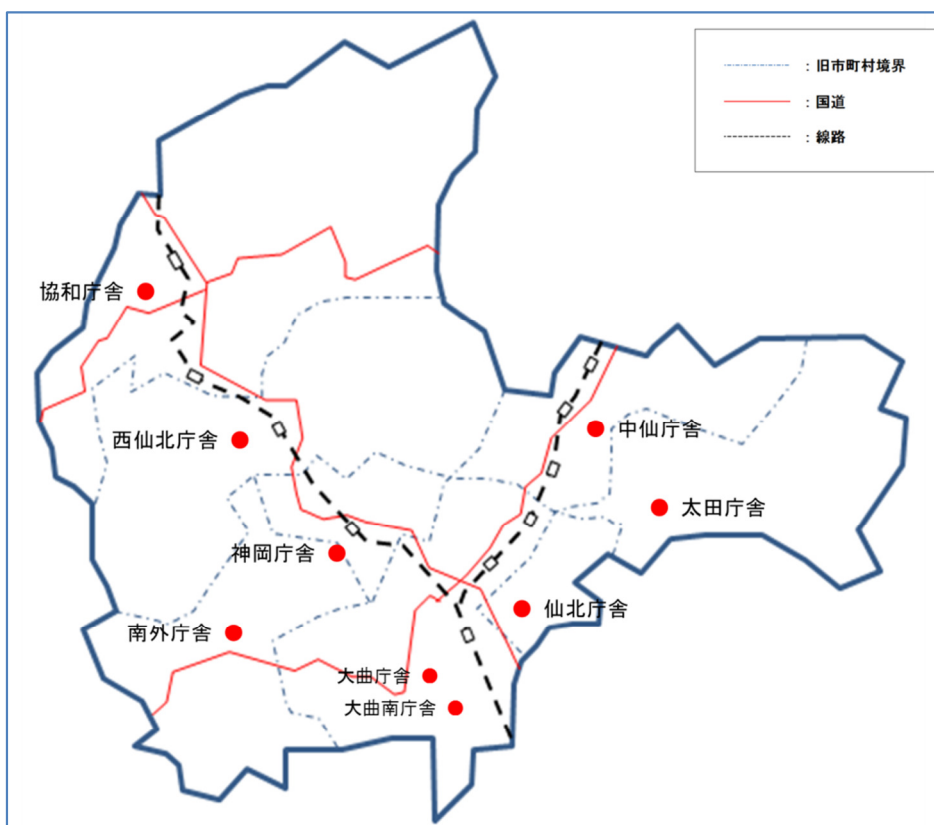 ：旧市町村境界
：国道
：線路
協和庁舎
西仙北庁舎
中仙庁舎
太田庁舎
神岡庁舎
仙北庁舎
南外庁舎
大曲庁舎
大曲南庁舎